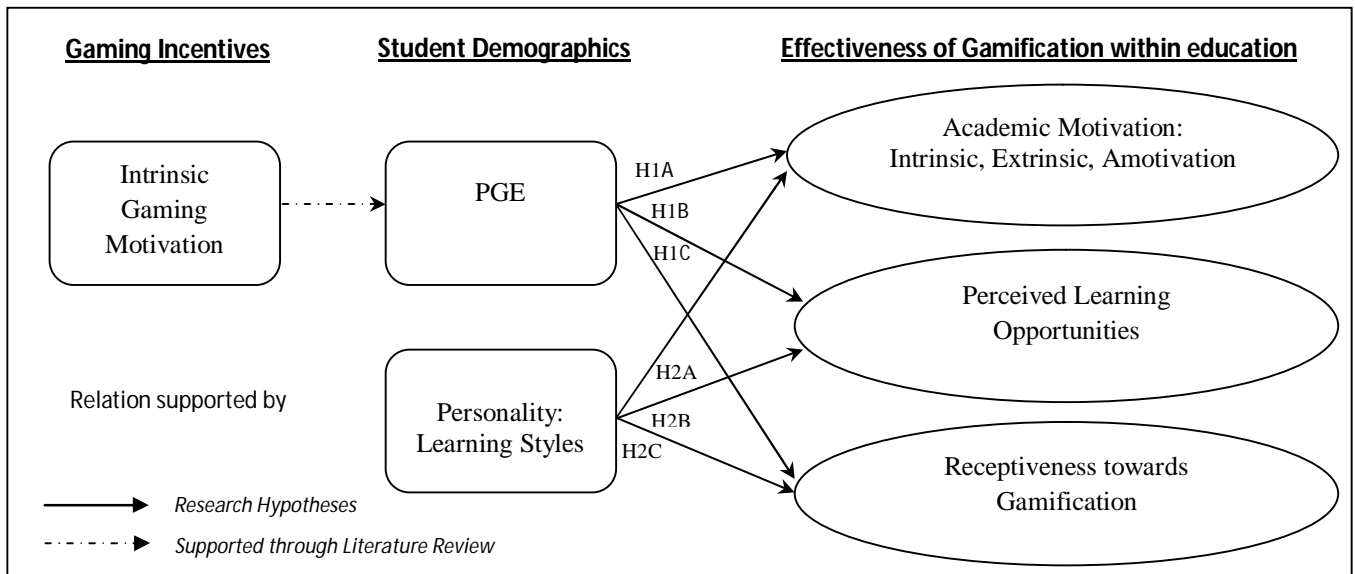 Gaming Incentives
Student Demographics
Effectiveness of Gamification within education
Intrinsic
Gaming
Motivation
PGE
H1A
H1B
H1C
Academic Motivation:
Intrinsic, Extrinsic, Amotivation
Perceived Learning
Opportunities
Relation supported by
Personality:
Learning Styles
H2A
H2B
H2C
Receptiveness towards
Gamification
Research Hypotheses
Supported through Literature Review